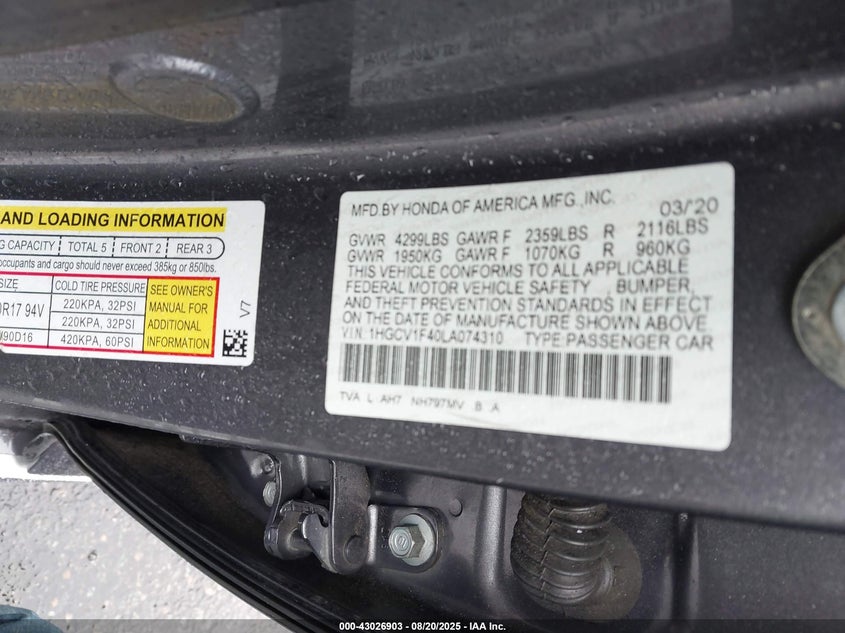 AND LOADING INFORMATION
G CAPACITY TOTAL 5 FRONT 2 REAR 3
occupants and cargo should never exceed 385kg or 850lbs.
SIZE COLD TIRE PRESSURE SEE OWNER'S
0R17 94V 220KPA, 32PSI MANUAL FOR
220KPA, 32PSI ADDITIONAL
90D16 420KPA, 60PSI INFORMATION
V7
MFD.BY HONDA OF AMERICA MFG.,INC. 03/'20
GVWR 4299LBS GAWR F 2359LBS R 2116LBS
GVWR 1950KG GAWR F 1070KG R 960KG
THIS VEHICLE CONFORMS TO ALL APPLICABLE
FEDERAL MOTOR VEHICLE SAFETY BUMPER,
AND THEFT PREVENTION STANDARDS IN EFFECT
ON THE DATE OF MANUFACTURE SHOWN ABOVE
VIN:1HGCV1F40LA074310 TYPE:PASSENGER CAR
TVA L AH7 NH797MV B A
000-43026903 - 08/20/2025 - IAA Inc.